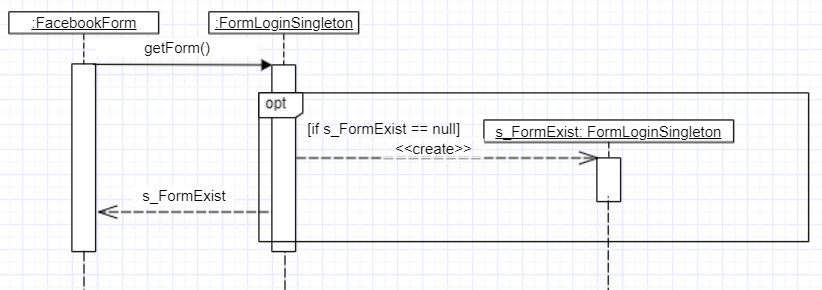 :FacebookForm
:FormLoginSingleton
getForm()
opt
[if s_FormExist == null]
s_FormExist: FormLoginSingleton
<<create>>
s_FormExist